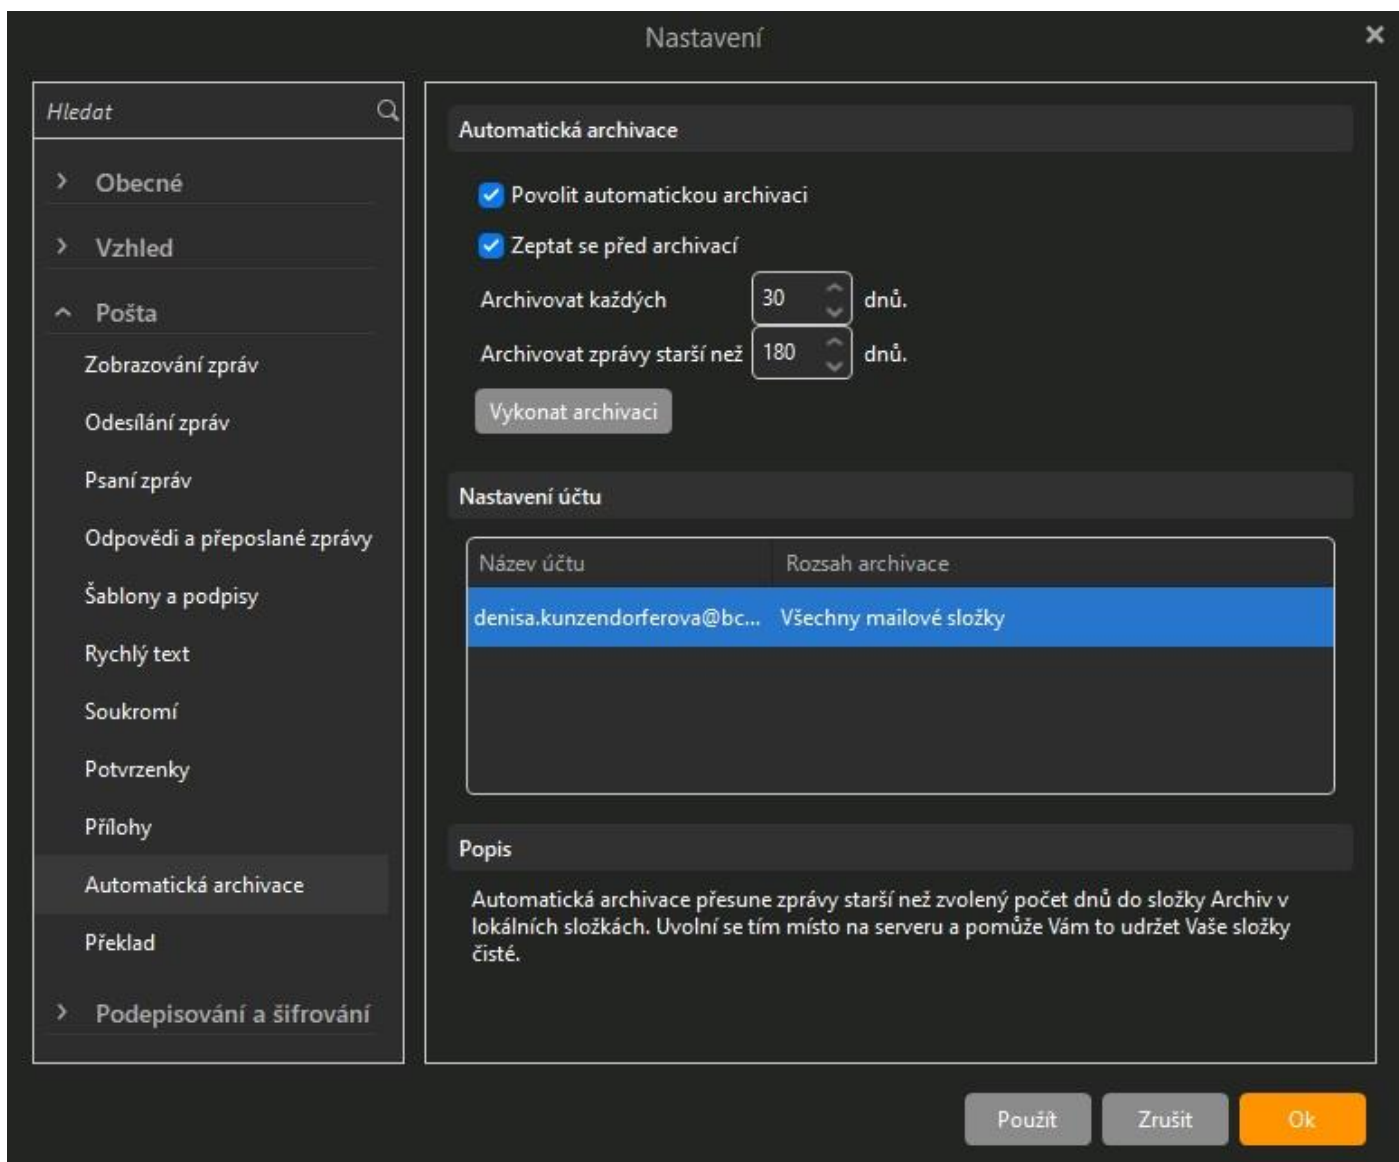 Nastavení
Hledat
Obecné
Vzhled
Pošta
Zobrazování zpráv
Odesílání zpráv
Psaní zpráv
Odpovědi a přeposlané zprávy
Šablony a podpisy
Rychlý text
Soukromí
Potvrzenky
Přílohy
Automatická archivace
Překlad
Podepisování a šifrování
Automatická archivace
Povolit automatickou archivaci
Zeptat se před archivací
Archivovat každých 30 dnů.
Archivovat zprávy starší než 180 dnů.
Vykonat archivaci
Nastavení účtu
Název účtu Rozsah archivace
denisa.kunzendorferova@bc... Všechny mailové složky
Popis
Automatická archivace přesune zprávy starší než zvolený počet dnů do složky Archiv v
lokálních složkách. Uvolní se tím místo na serveru a pomůže Vám to udržet Vaše složky
čisté.
Použít Zrušit Ok